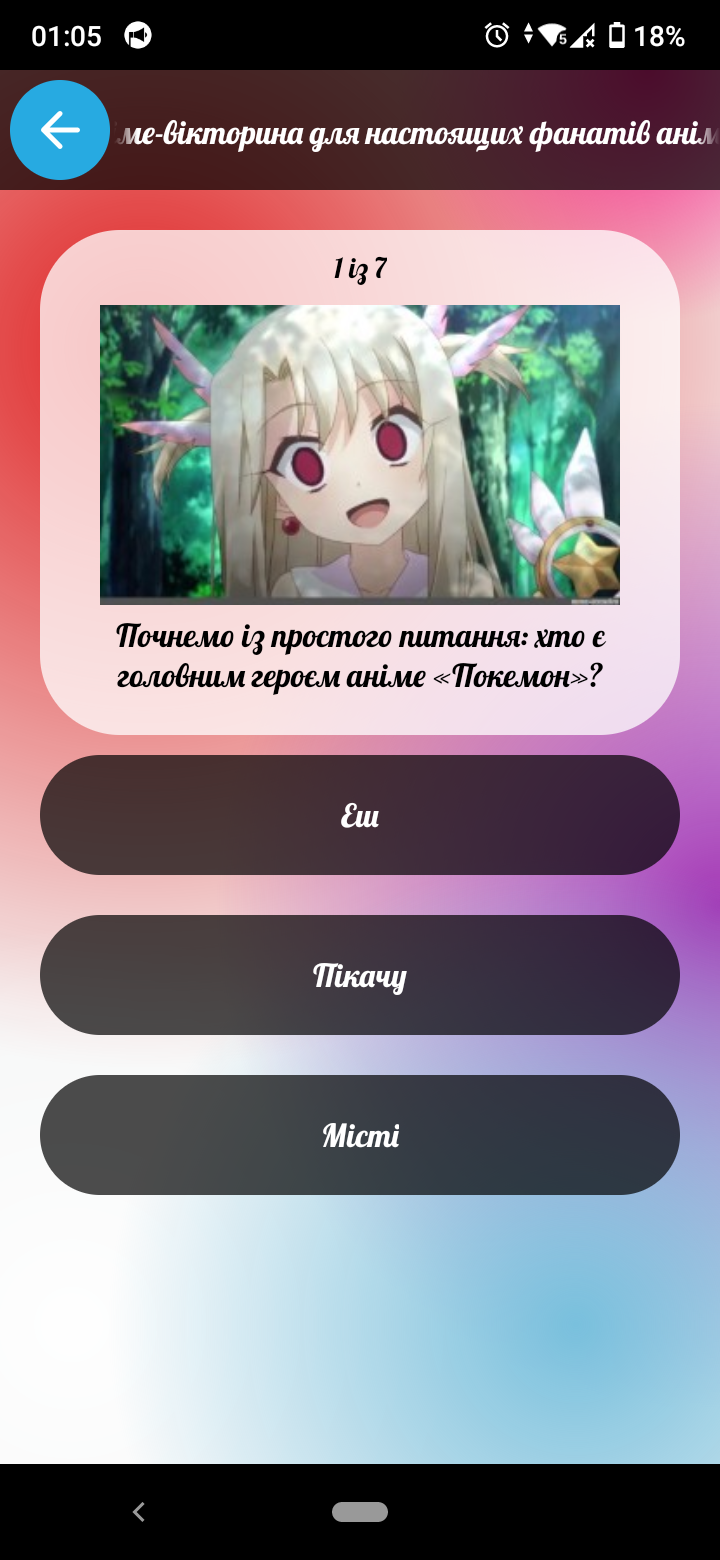 01:05
5
18%
ме-вікторина для настоящих фанатів анім
1 із 7
Почнемо із простого питання: хто є
головним героєм аніме «Покемон»?
Еш
Пікачу
Місті